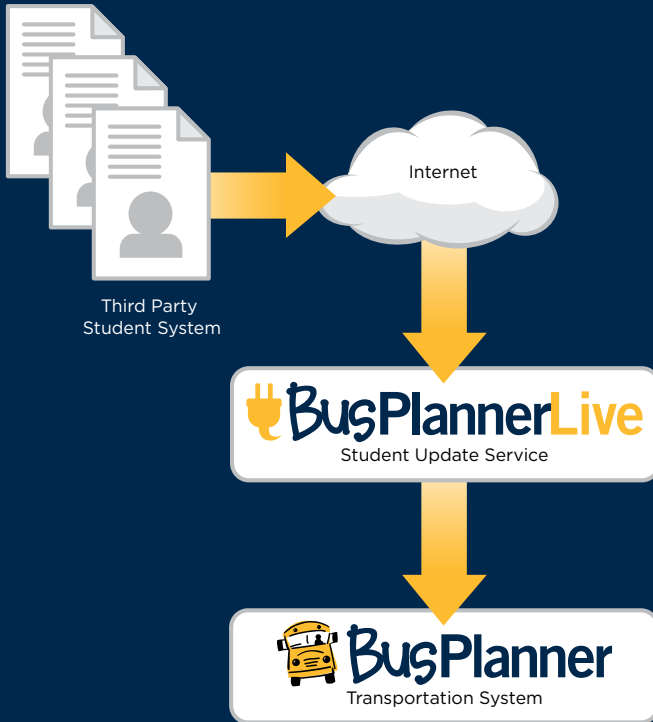 Internet
Third Party
Student System
BusPlannerLive
Student Update Service
BusPlanner
Transportation System